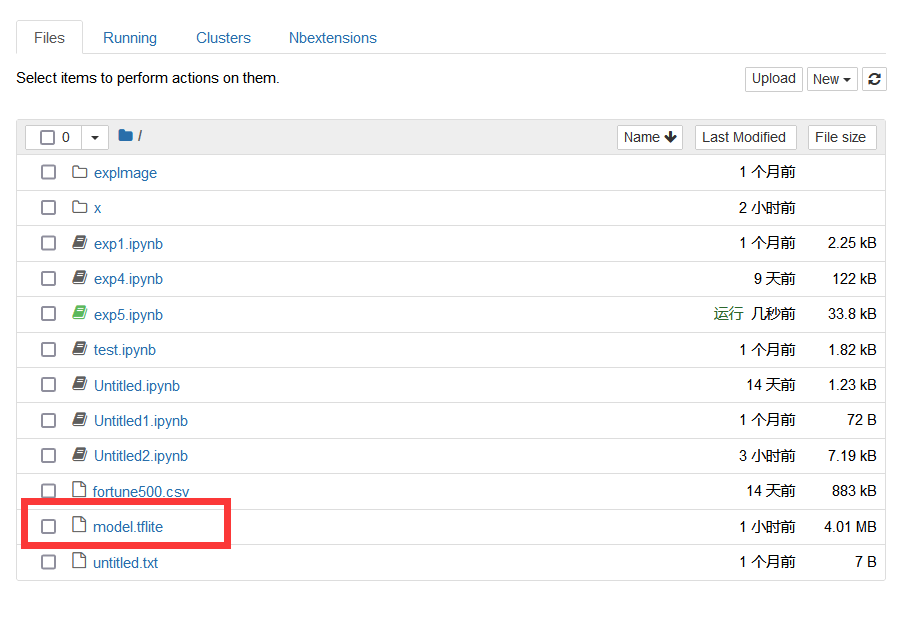 Files Running Clusters Nbextensions
Select items to perform actions on them. Upload New
0 / Name Last Modified File size
expImage 1 个月前
x 2 小时前
exp1.ipynb 1 个月前 2.25 kB
exp4.ipynb 9 天前 122 kB
exp5.ipynb 运行 几秒前 33.8 kB
test.ipynb 1 个月前 1.82 kB
Untitled.ipynb 14 天前 1.23 kB
Untitled1.ipynb 1 个月前 72 B
Untitled2.ipynb 3 小时前 7.19 kB
fortune500.csv 14 天前 883 kB
model.tflite 1 小时前 4.01 MB
untitled.txt 1 个月前 7 B